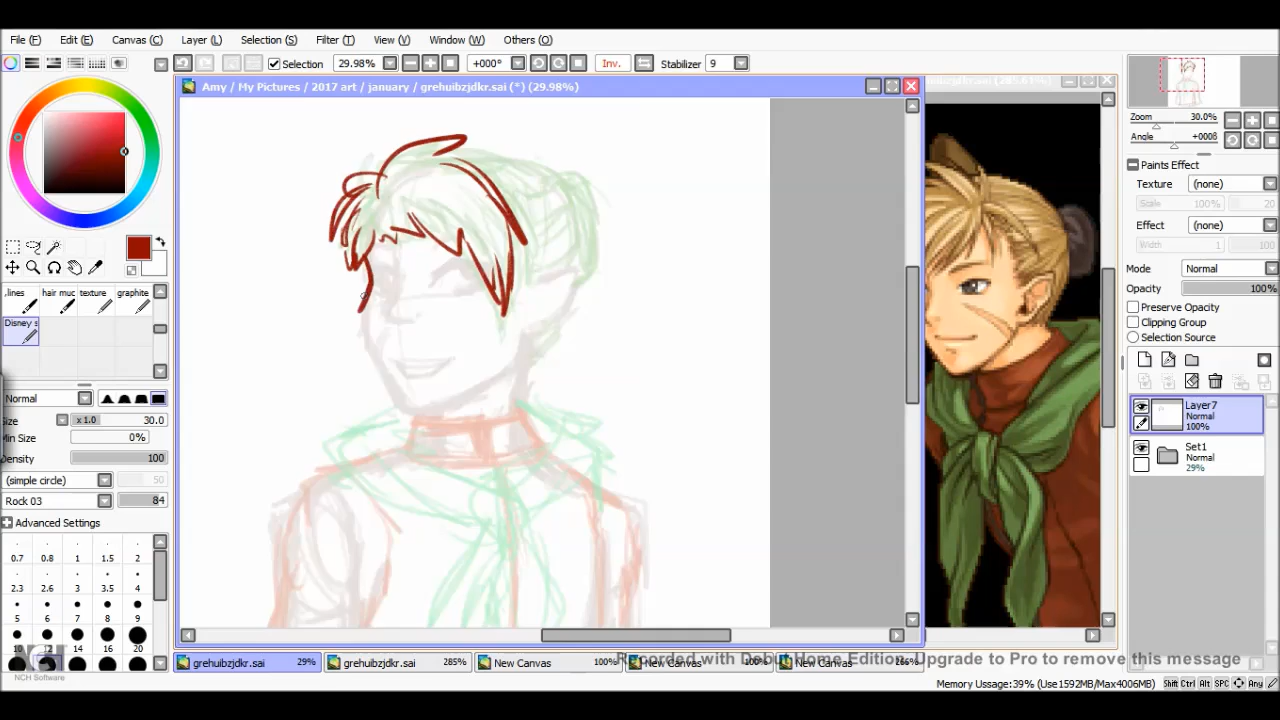 File (F) Edit (E) Canvas (C) Layer (L) Selection (S) Filter (T) View (V) Window (W) Others (O)
Selection 29.98% +000° Inv. Stabilizer 9
Amy / My Pictures / 2017 art / january / grehuibzjdkr.sai (*) (29.98%)
Zoom 30.0%
Angle +000§
Paints Effect
Texture (none)
Scale 100% 20
Effect (none)
Width 1 100
Mode Normal
Opacity 100%
Preserve Opacity
Clipping Group
Selection Source
Layer7
Normal
100%
Set1
Normal
29%
,lines hair muc texture graphite
Disney s
Normal
Size x 1.0 30.0
Min Size 0%
Density 100
(simple circle) 50
Rock 03 84
Advanced Settings
0.7 0.8 1 1.5 2
2.3 2.6 3 3.5 4
5 6 7 8 9
10 12 14 16 20
NCH
NCH Software
grehuibzjdkr.sai 29% grehuibzjdkr.sai 285% New Canvas 100% New Canvas 100% New Canvas
Recorded with Debut Home Edition. Upgrade to Pro to remove this message
Memory Ussage:39% (Use1592MB/Max4006MB) Shift Ctrl Alt SPC Any